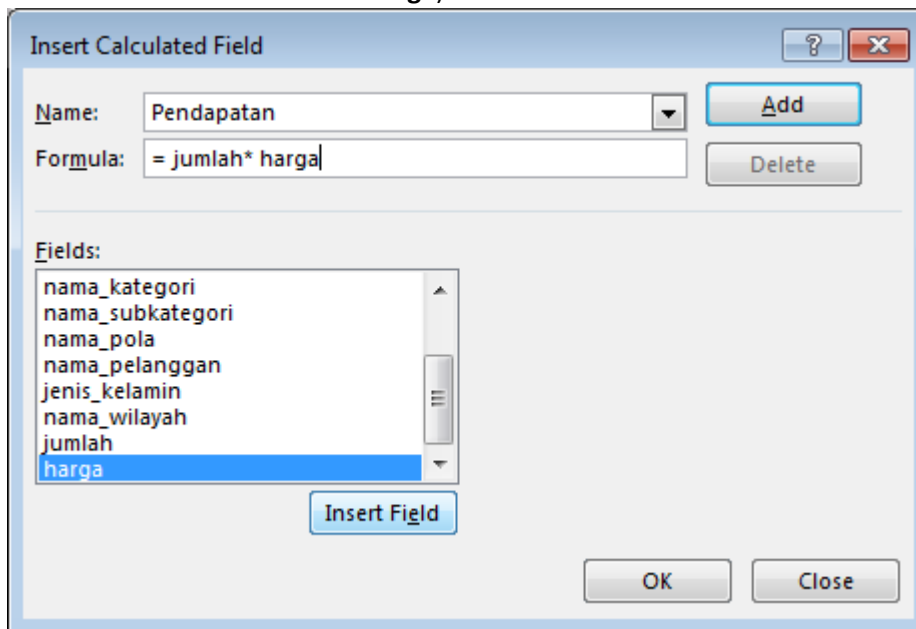 Insert Calculated Field
Name: Pendapatan Add
Formula: = jumlah* harga Delete
Fields:
nama_kategori
nama_subkategori
nama_pola
nama_pelanggan
jenis_kelamin
nama_wilayah
jumlah
harga
Insert Field
OK Close